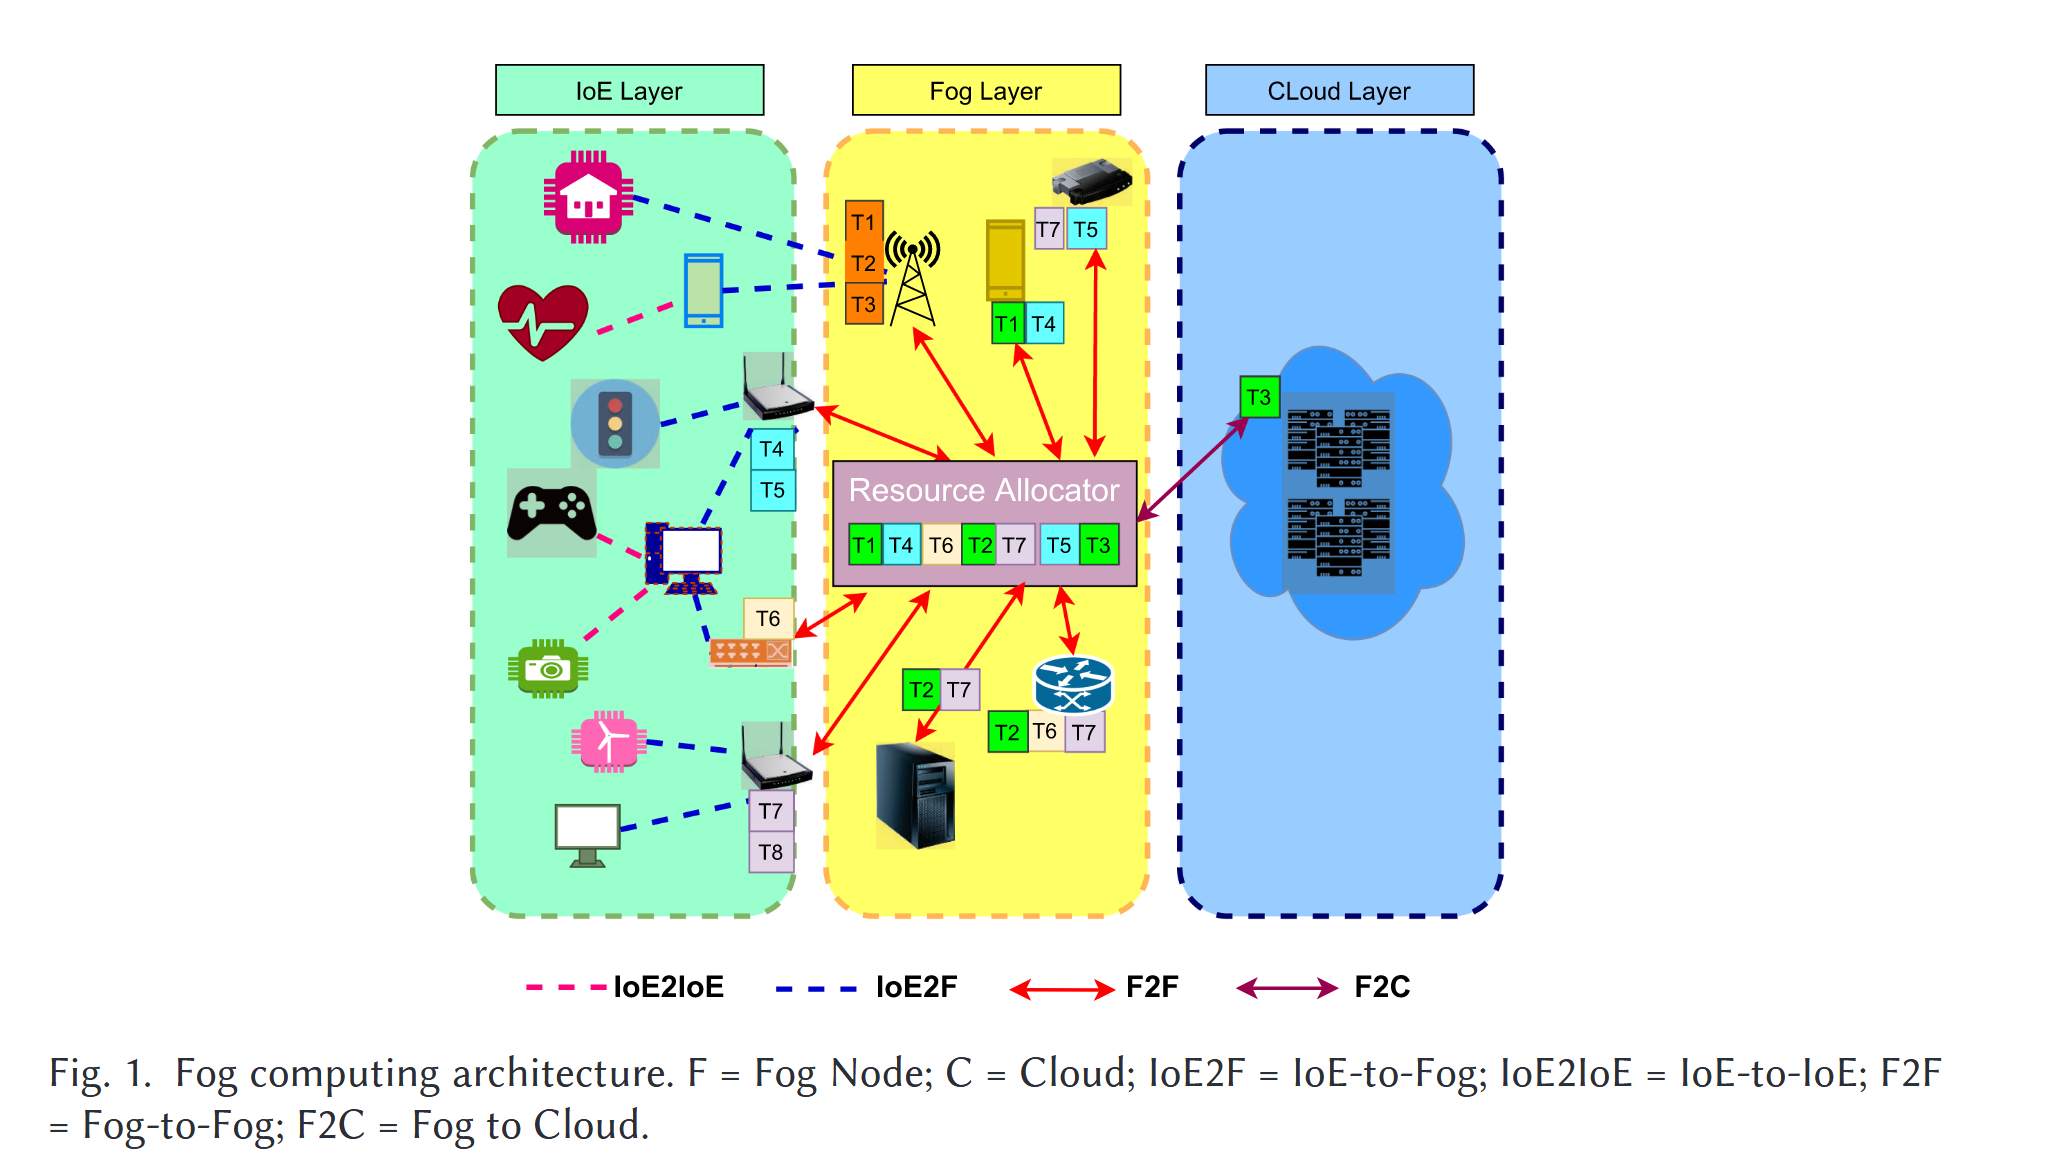 IoE Layer
Fog Layer
CLoud Layer
T1
T2
T3
T7 T5
T1 T4
T3
T4
T5
Resource Allocator
T1 T4 T6 T2 T7 T5 T3
T6
T2 T7
T2 T6 T7
T7
T8
IoE2IoE
IoE2F
F2F
F2C
Fig. 1. Fog computing architecture. F = Fog Node; C = Cloud; IoE2F = IoE-to-Fog; IoE2IoE = IoE-to-IoE; F2F
= Fog-to-Fog; F2C = Fog to Cloud.